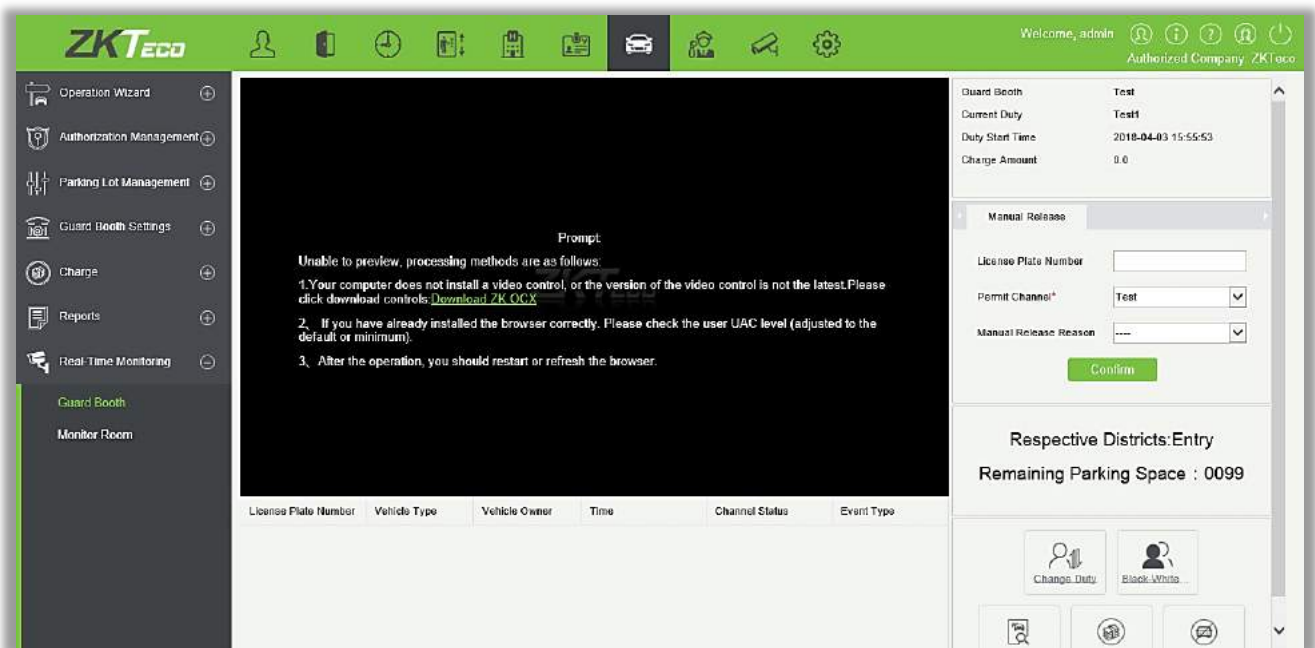 ZKTeco
Welcome, admin
Authorized Company: ZKTeco
Operation Wizard
Authorization Management
Parking Lot Management
Guard Booth Settings
Charge
Reports
Real-Time Monitoring
Guard Booth
Monitor Room
Prompt:
Unable to preview, processing methods are as follows:
1.Your computer does not install a video control, or the version of the video control is not the latest.Please
click download controls:Download ZK OCX
2、 If you have already installed the browser correctly. Please check the user UAC level (adjusted to the
default or minimum).
3、After the operation, you should restart or refresh the browser.
License Plate Number Vehicle Type Vehicle Owner Time Channel Status Event Type
Guard Booth Test
Current Duty Test1
Duty Start Time 2018-04-03 15:55:53
Charge Amount 0.0
Manual Release
License Plate Number
Permit Channel* Test
Manual Release Reason ----
Confirm
Respective Districts:Entry
Remaining Parking Space : 0099
Change Duty Black-White...